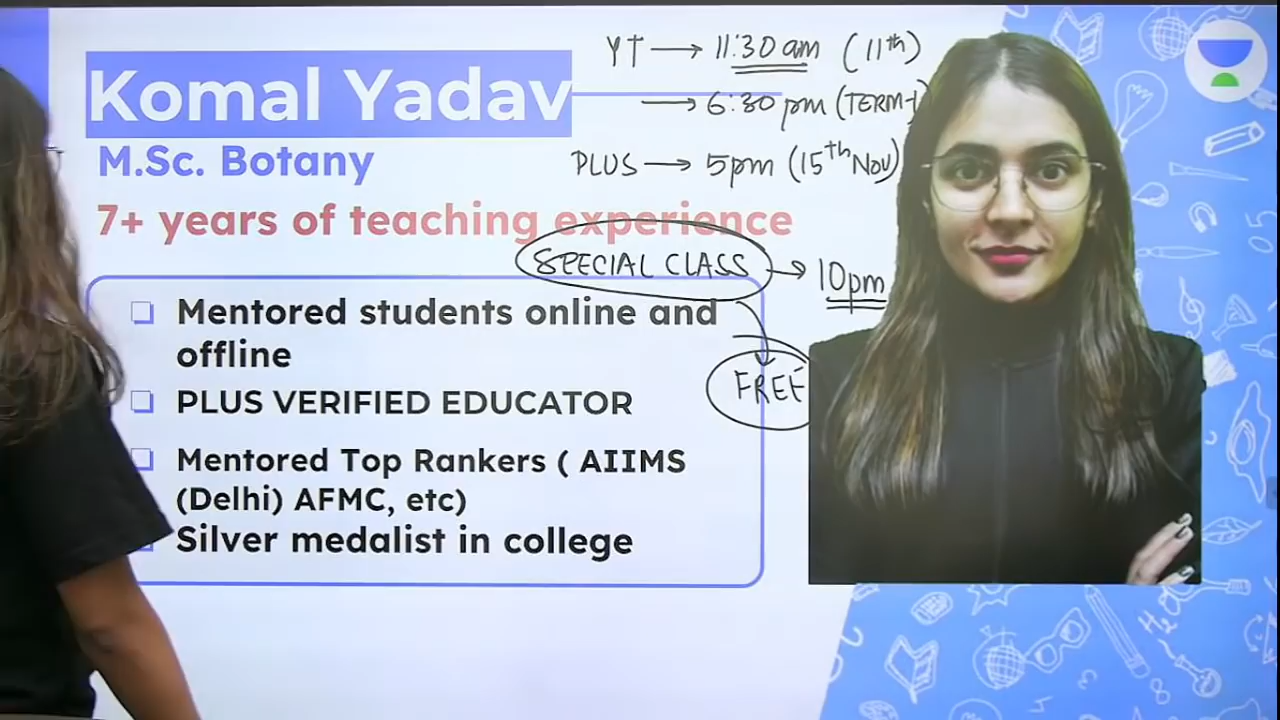 Komal Yadav
M.Sc. Botany
7+ years of teaching experience
YT → 11:30 am (11th)
→ 6:30 pm (TERM-I
PLUS → 5pm (15th Nov)
SPECIAL CLASS → 10pm
FREE
Mentored students online and
offline
PLUS VERIFIED EDUCATOR
Mentored Top Rankers ( AIIMS
(Delhi) AFMC, etc)
Silver medalist in college
H₂O